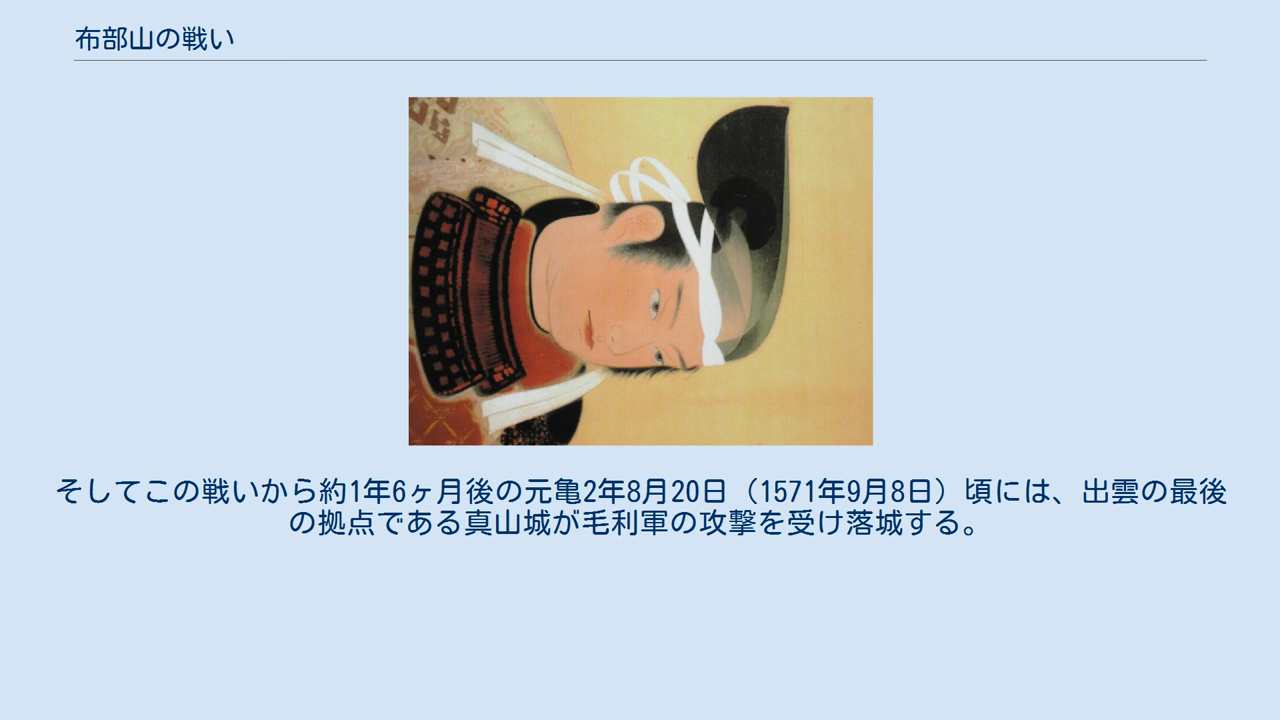 布部山の戦い
そしてこの戦いから約1年6ヶ月後の元亀2年8月20日（1571年9月8日）頃には、出雲の最後
の拠点である真山城が毛利軍の攻撃を受け落城する。